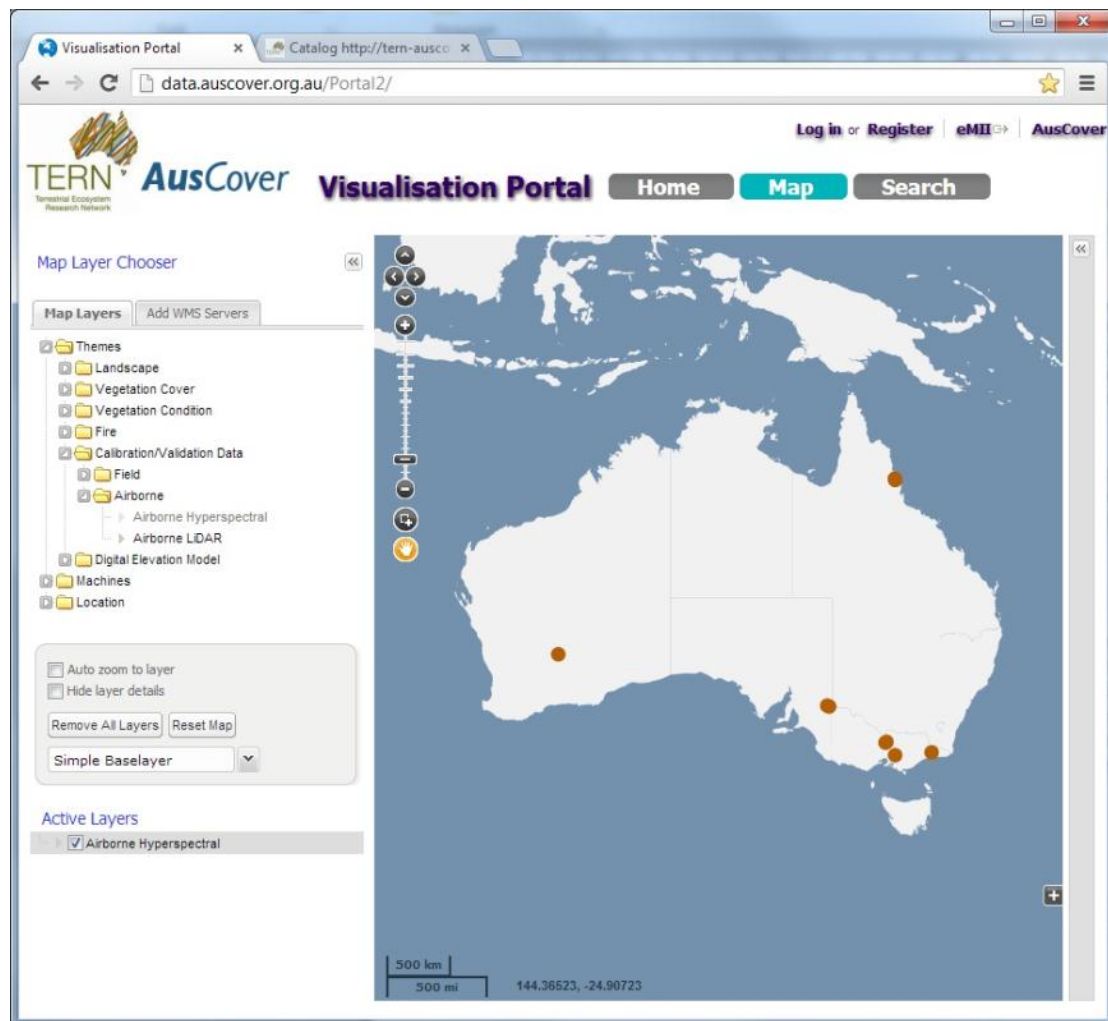 Visualisation Portal
Catalog http://tern-ausco
data.auscover.org.au/Portal2/
Log in or Register eMII AusCover
TERN
Terrestrial Ecosystem
Research Network
AusCover
Visualisation Portal
Home
Map
Search
Map Layer Chooser
Map Layers
Add WMS Servers
Themes
Landscape
Vegetation Cover
Vegetation Condition
Fire
Calibration/Validation Data
Field
Airborne
Airborne Hyperspectral
Airborne LiDAR
Digital Elevation Model
Machines
Location
Auto zoom to layer
Hide layer details
Remove All Layers
Reset Map
Simple Baselayer
Active Layers
Airborne Hyperspectral
500 km
500 mi
144.36523, -24.90723